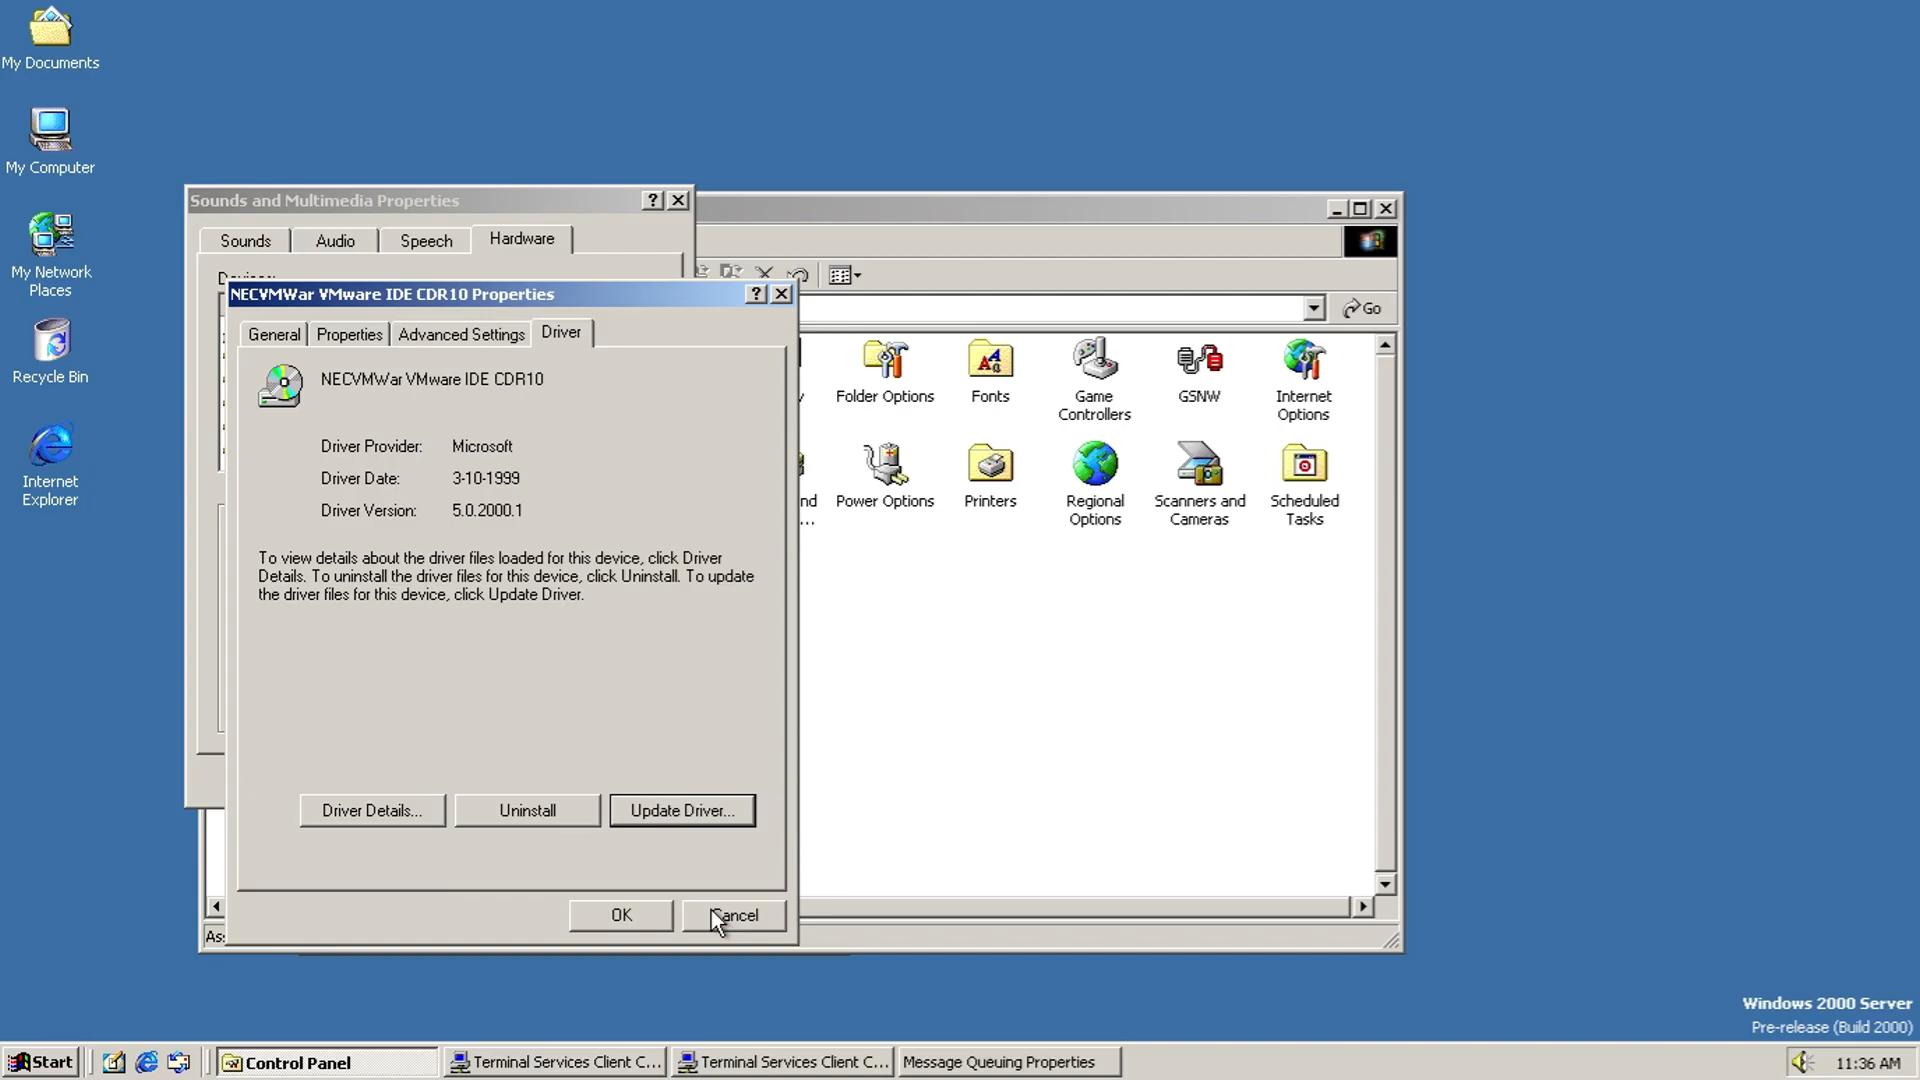 My Documents
My Computer
My Network
Places
Recycle Bin
Internet
Explorer
Sounds and Multimedia Properties
Sounds
Audio
Speech
Hardware
NECVMWar VMware IDE CDR10 Properties
General
Properties
Advanced Settings
Driver
NECVMWar VMware IDE CDR10
Driver Provider: Microsoft
Driver Date: 3-10-1999
Driver Version: 5.0.2000.1
To view details about the driver files loaded for this device, click Driver
Details. To uninstall the driver files for this device, click Uninstall. To update
the driver files for this device, click Update Driver.
Driver Details...
Uninstall
Update Driver...
OK
Cancel
Go
Folder Options
Fonts
Game
Controllers
GSNW
Internet
Options
Power Options
Printers
Regional
Options
Scanners and
Cameras
Scheduled
Tasks
Windows 2000 Server
Pre-release (Build 2000)
Start
Control Panel
Terminal Services Client C...
Terminal Services Client C...
Message Queuing Properties
11:36 AM